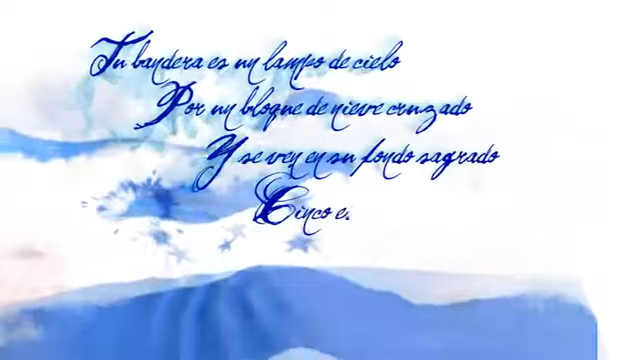 Tu bandera es un lampo de cielo
Por un bloque de nieve cruzado
Y se ven en su fondo sagrado
Cinco es